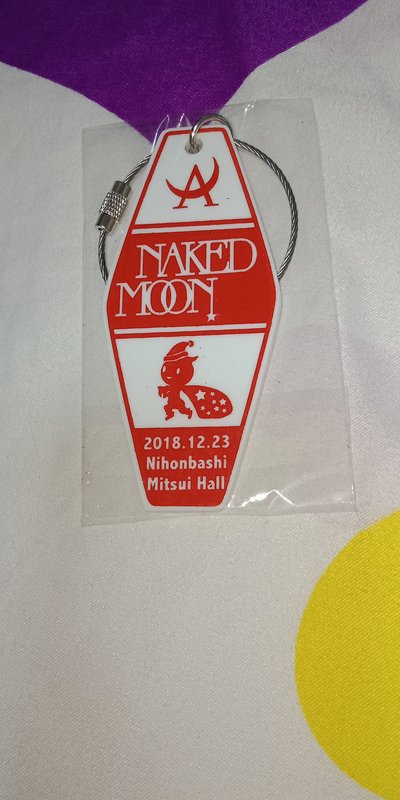 A
NAKED
MOON
2018.12.23
Nihonbashi
Mitsui Hall